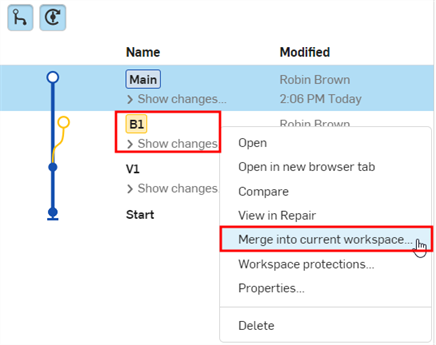 Name Modified
Main Robin Brown
Show changes... 2:06 PM Today
B1 Robin Brown
Show changes
Open
V1 Open in new browser tab
Show changes Compare
Start View in Repair
Merge into current workspace...
Workspace protections...
Properties...
Delete